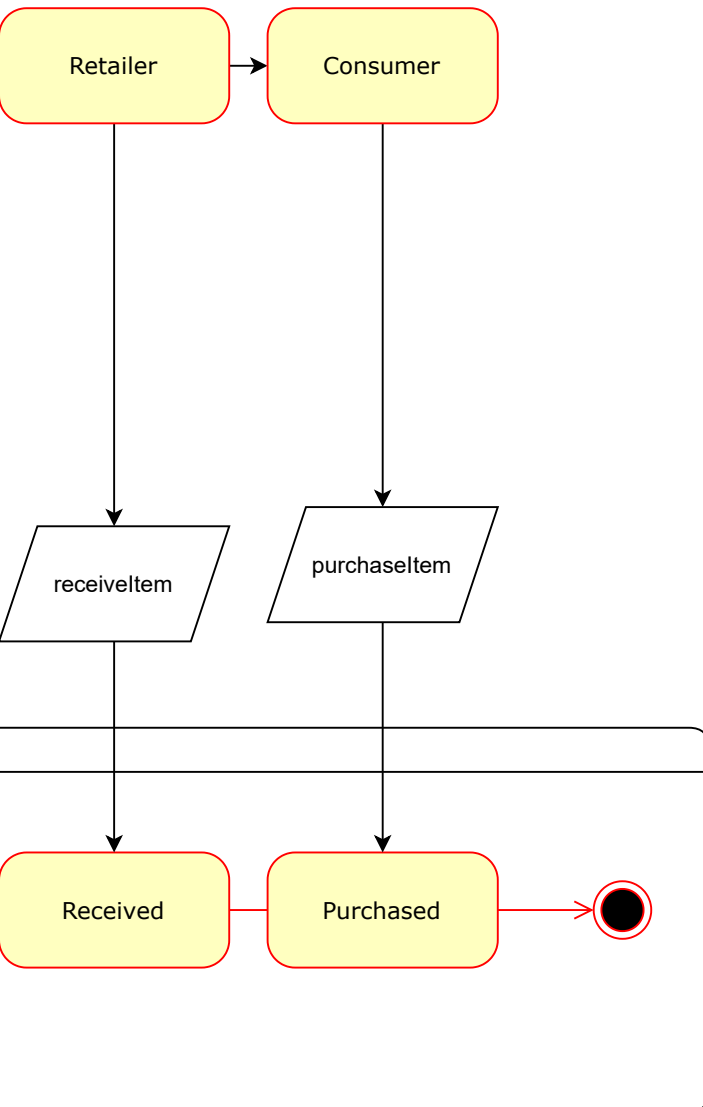 Retailer
Consumer
receiveItem
purchaseItem
Received
Purchased